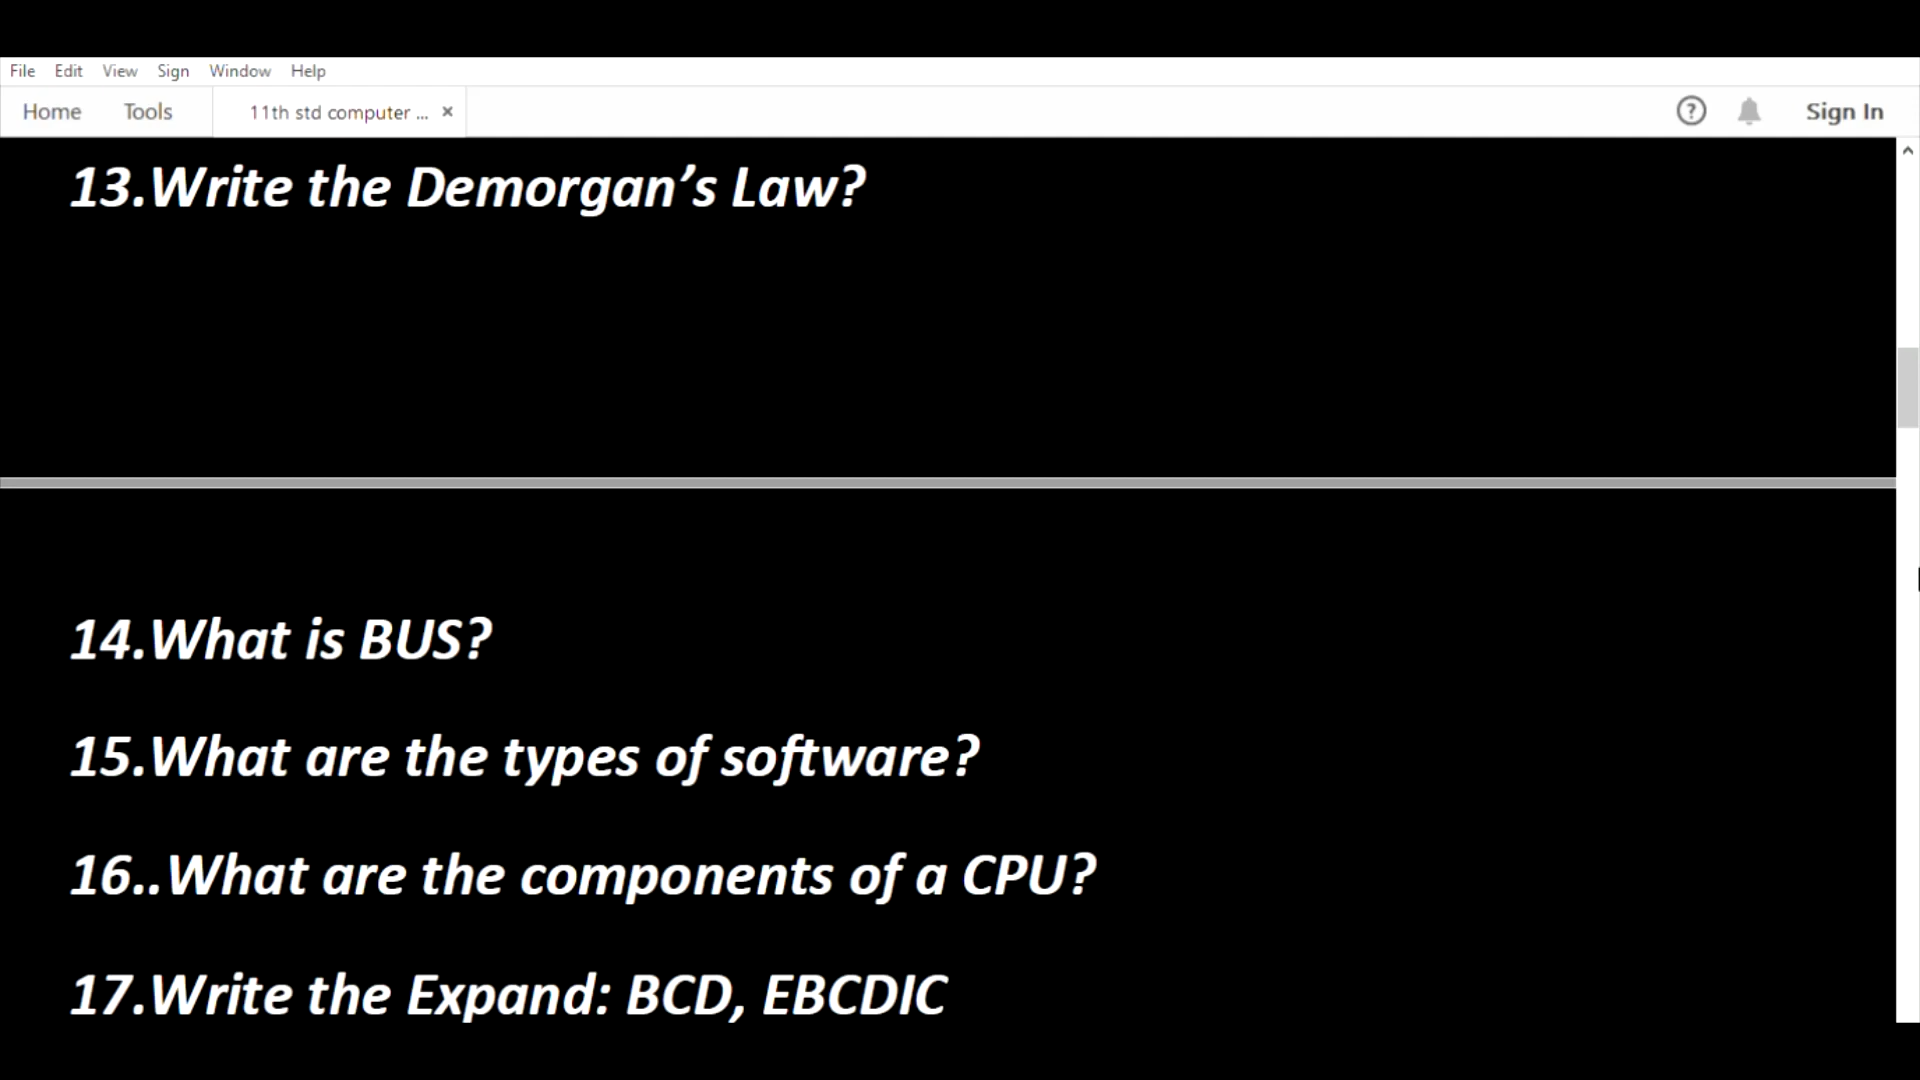 File Edit View Sign Window Help
Home Tools 11th std computer ... × ? Sign In
13.Write the Demorgan’s Law?
14.What is BUS?
15.What are the types of software?
16..What are the components of a CPU?
17.Write the Expand: BCD, EBCDIC